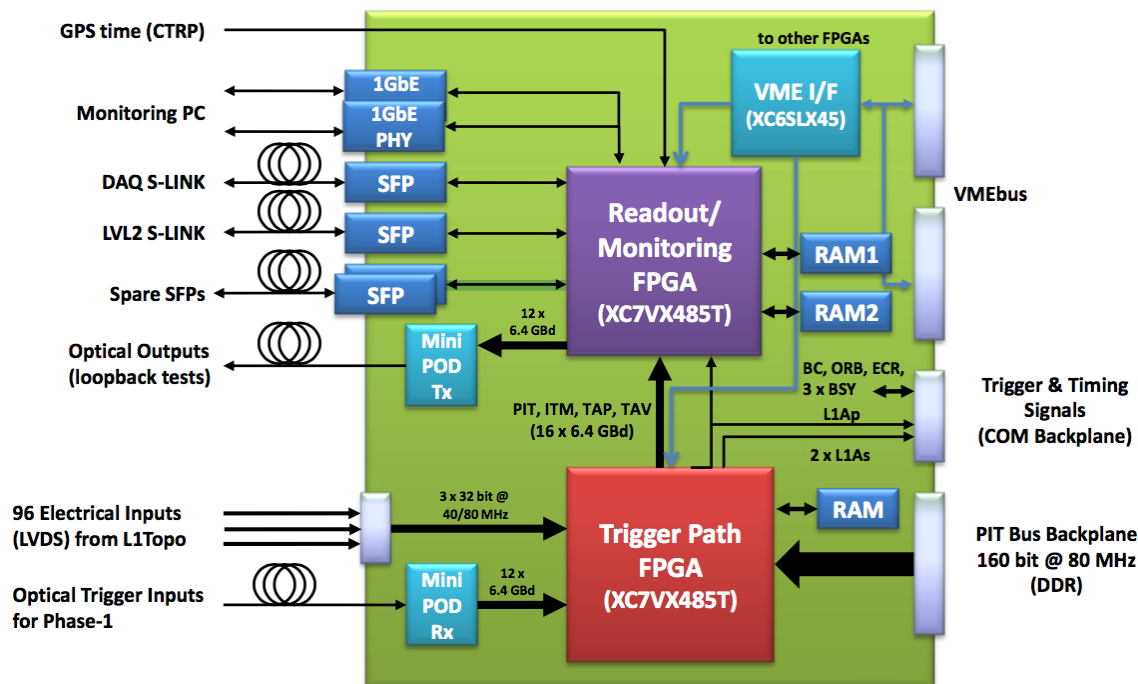 GPS time (CTRP)
to other FPGAs
1GbE
Monitoring PC
1GbE
PHY
VME I/F
(XC6SLX45)
DAQ S-LINK
SFP
VMEbus
LVL2 S-LINK
SFP
Readout/
Monitoring
FPGA
(XC7VX485T)
RAM1
RAM2
Spare SFPs
SFP
12 x
6.4 GBd
Optical Outputs
(loopback tests)
Mini
POD
Tx
PIT, ITM, TAP, TAV
(16 x 6.4 GBd)
BC, ORB, ECR,
3 x BSY
L1Ap
2 x L1As
Trigger & Timing
Signals
(COM Backplane)
96 Electrical Inputs
(LVDS) from L1Topo
3 x 32 bit @
40/80 MHz
Trigger Path
FPGA
(XC7VX485T)
RAM
PIT Bus Backplane
160 bit @ 80 MHz
(DDR)
Optical Trigger Inputs
for Phase-1
Mini
POD
Rx
12 x
6.4 GBd